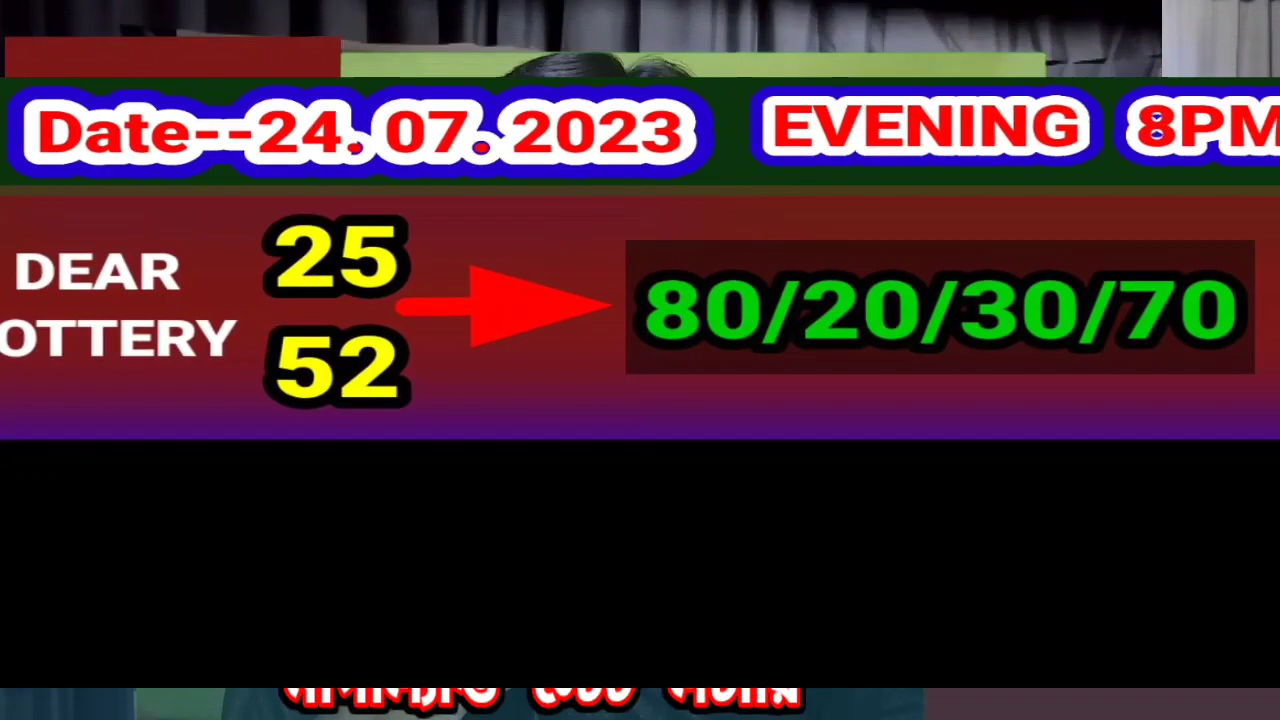 Date--24. 07. 2023 EVENING 8PM
DEAR
OTTERY
25
52
80/20/30/70